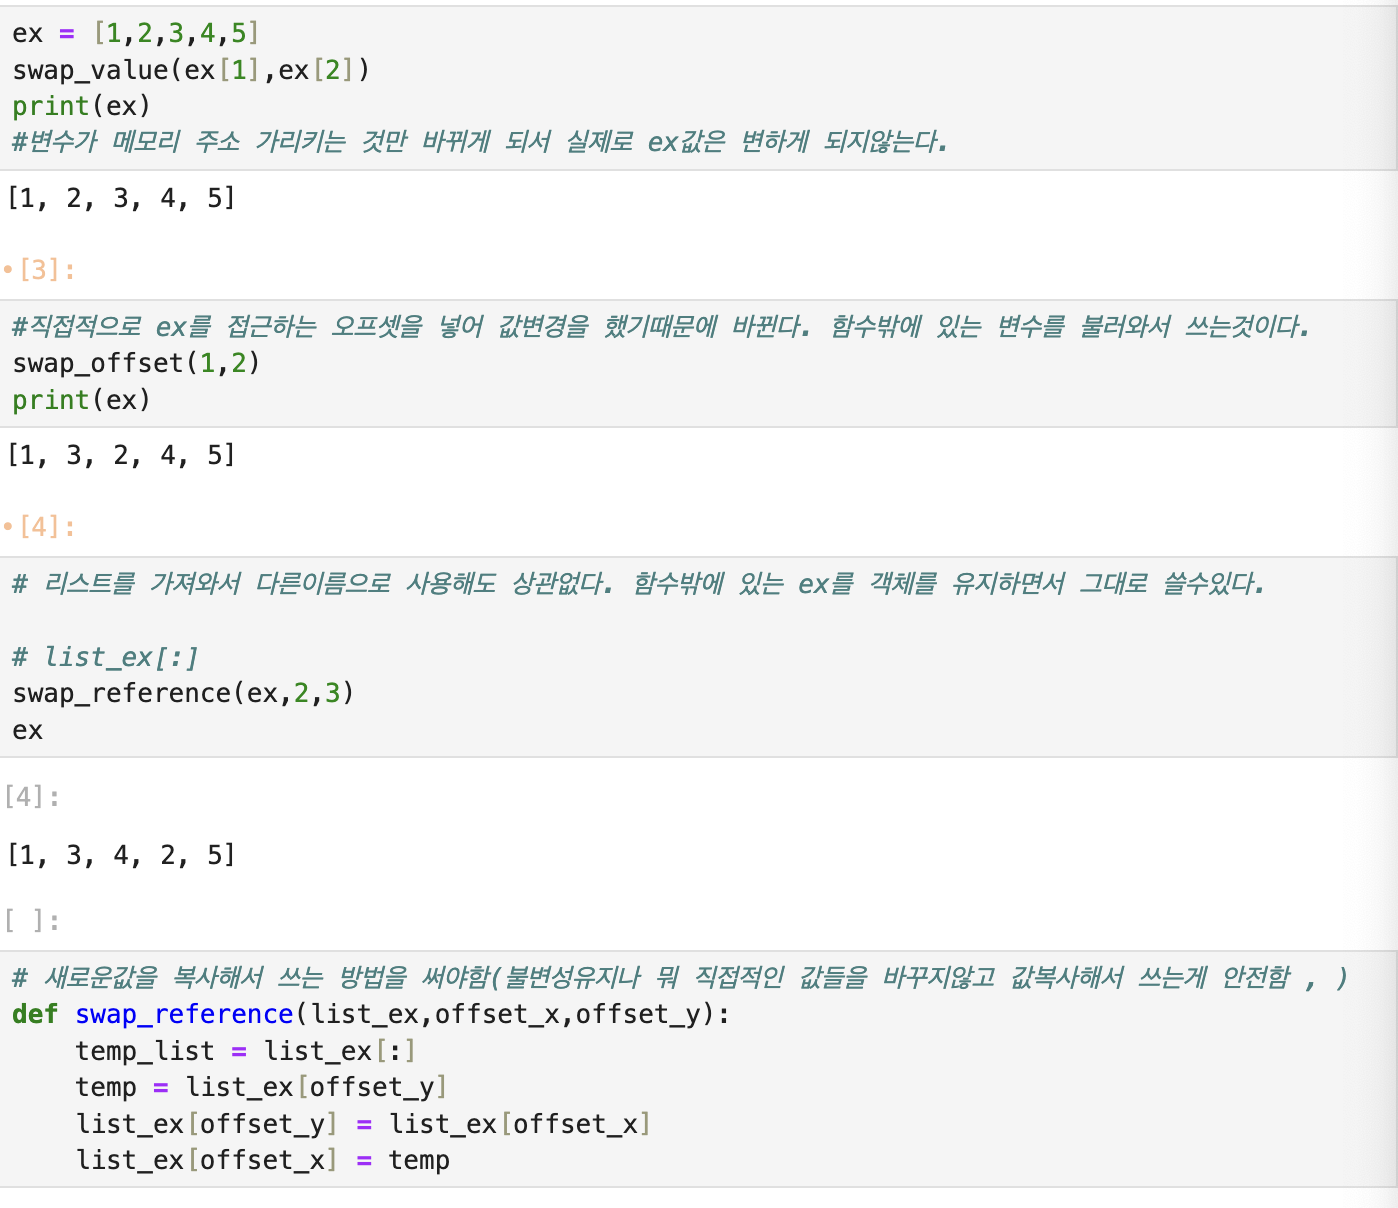 ex = [1,2,3,4,5]
swap_value(ex[1],ex[2])
print(ex)
#변수가 메모리 주소 가리키는 것만 바뀌게 되서 실제로 ex값은 변하게 되지않는다.
[1, 2, 3, 4, 5]
•[3]:
#직접적으로 ex를 접근하는 오프셋을 넣어 값변경을 했기때문에 바뀐다. 함수밖에 있는 변수를 불러와서 쓰는것이다.
swap_offset(1,2)
print(ex)
[1, 3, 2, 4, 5]
•[4]:
# 리스트를 가져와서 다른이름으로 사용해도 상관없다. 함수밖에 있는 ex를 객체를 유지하면서 그대로 쓸수있다.
# list_ex[:]
swap_reference(ex,2,3)
ex
[4]:
[1, 3, 4, 2, 5]
[ ]:
# 새로운값을 복사해서 쓰는 방법을 써야함(불변성유지나 뭐 직접적인 값들을 바꾸지않고 값복사해서 쓰는게 안전함 , )
def swap_reference(list_ex,offset_x,offset_y):
    temp_list = list_ex[:]
    temp = list_ex[offset_y]
    list_ex[offset_y] = list_ex[offset_x]
    list_ex[offset_x] = temp